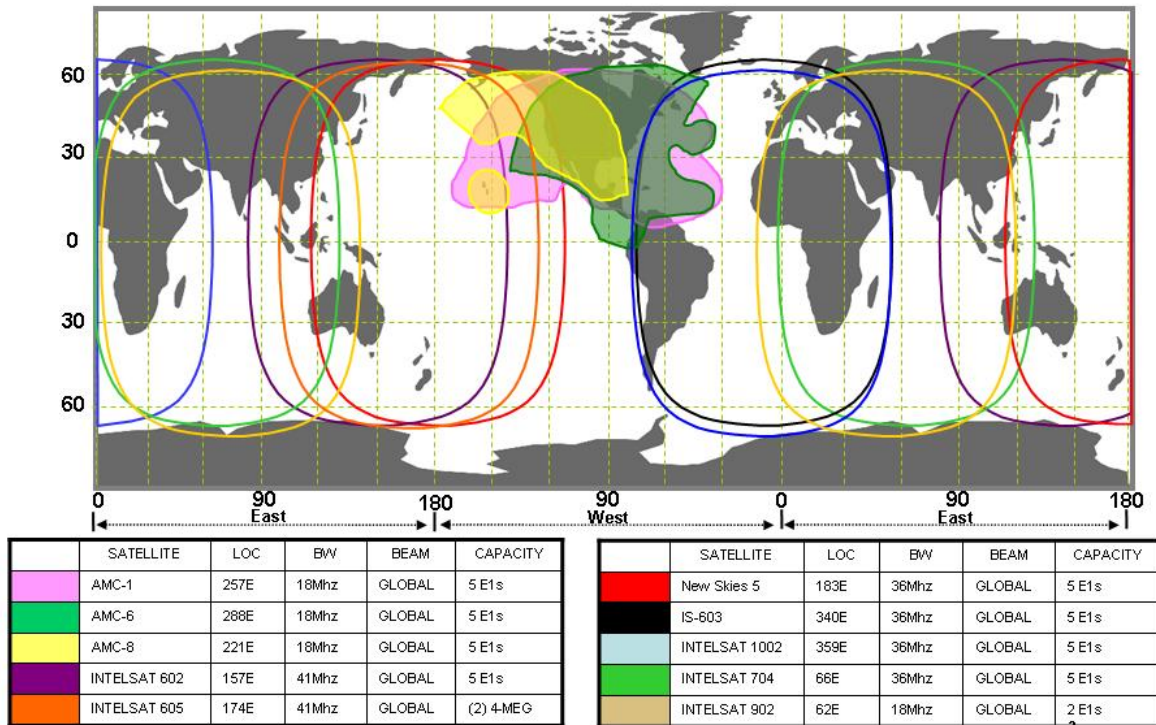 60
30
0
30
60
0 90 180 90 0 90 180
East West East
SATELLITE LOC BW BEAM CAPACITY
AMC-1 257E 18Mhz GLOBAL 5 E1s
AMC-6 288E 18Mhz GLOBAL 5 E1s
AMC-8 221E 18Mhz GLOBAL 5 E1s
INTELSAT 602 157E 41Mhz GLOBAL 5 E1s
INTELSAT 605 174E 41Mhz GLOBAL (2) 4-MEG
SATELLITE LOC BW BEAM CAPACITY
New Skies 5 183E 36Mhz GLOBAL 5 E1s
IS-603 340E 36Mhz GLOBAL 5 E1s
INTELSAT 1002 359E 36Mhz GLOBAL 5 E1s
INTELSAT 704 66E 36Mhz GLOBAL 5 E1s
INTELSAT 902 62E 18Mhz GLOBAL 2 E1s